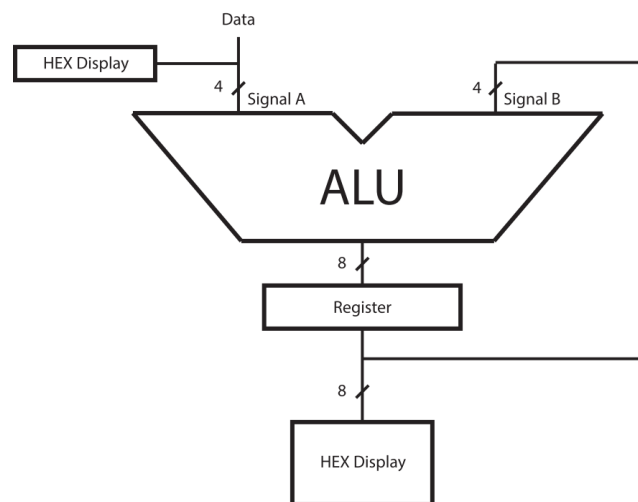 Data
HEX Display
4
Signal A
4
Signal B
ALU
8
Register
8
HEX Display